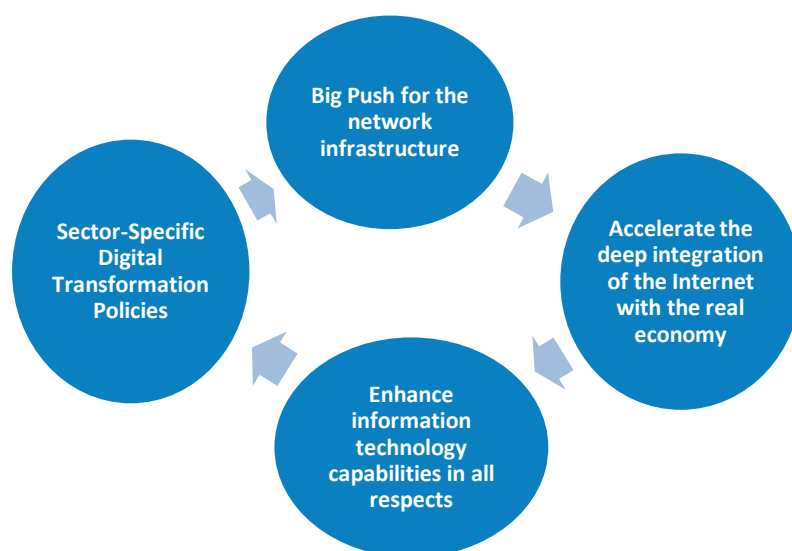 Big Push for the
network
infrastructure
Accelerate the
deep integration
of the Internet
with the real
economy
Enhance
information
technology
capabilities in all
respects
Sector-Specific
Digital
Transformation
Policies